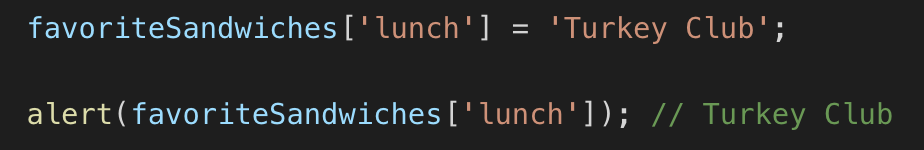 favoriteSandwiches['lunch'] = 'Turkey Club';
alert(favoriteSandwiches['lunch']); // Turkey Club